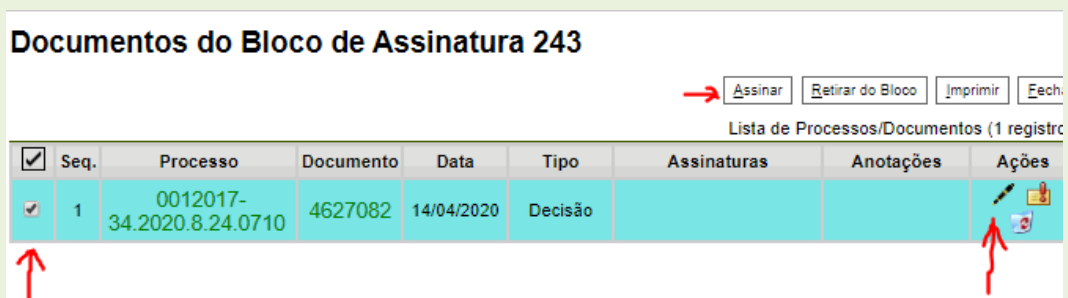 Documentos do Bloco de Assinatura 243
Assinar Retirar do Bloco Imprimir Fech
Lista de Processos/Documentos (1 registro
Seq. Processo Documento Data Tipo Assinaturas Anotações Ações
1 0012017-34.2020.8.24.0710 4627082 14/04/2020 Decisão